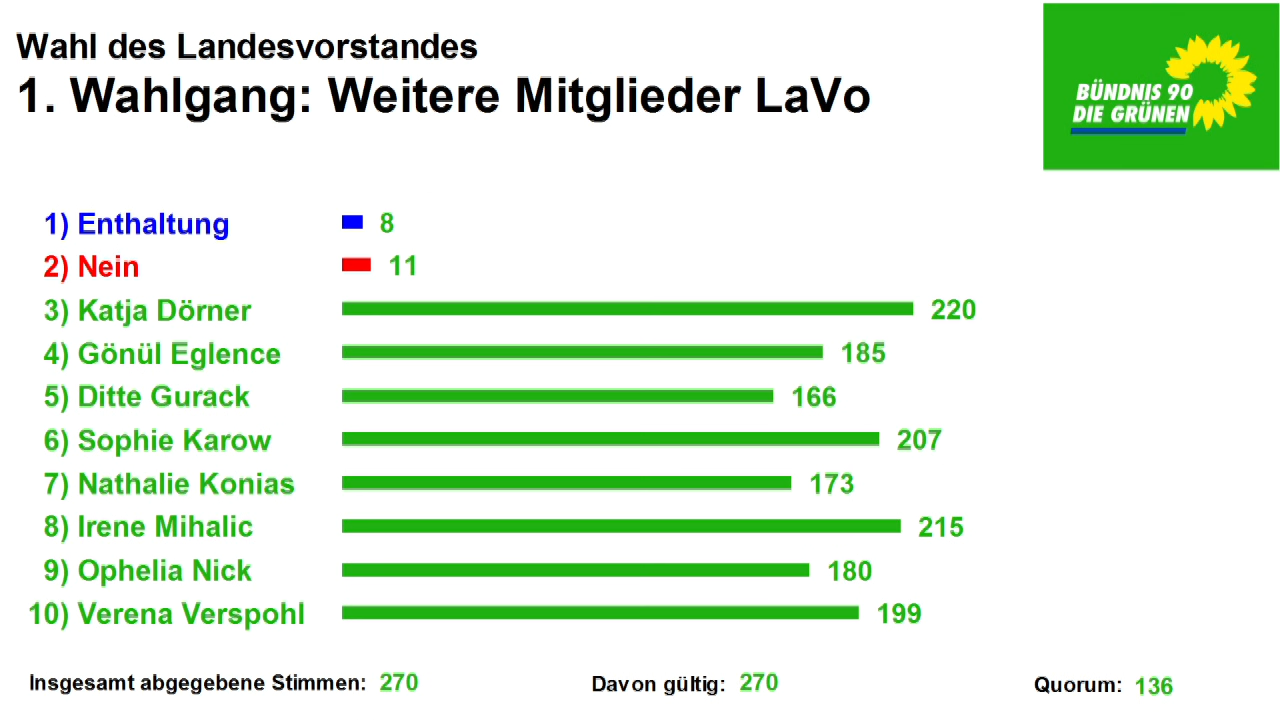 Wahl des Landesvorstandes
1. Wahlgang: Weitere Mitglieder LaVo
BÜNDNIS 90
DIE GRÜNEN
1) Enthaltung 8
2) Nein 11
3) Katja Dörner 220
4) Gönül Eglence 185
5) Ditte Gurack 166
6) Sophie Karow 207
7) Nathalie Konias 173
8) Irene Mihalic 215
9) Ophelia Nick 180
10) Verena Verspohl 199
Insgesamt abgegebene Stimmen: 270 Davon gültig: 270 Quorum: 136